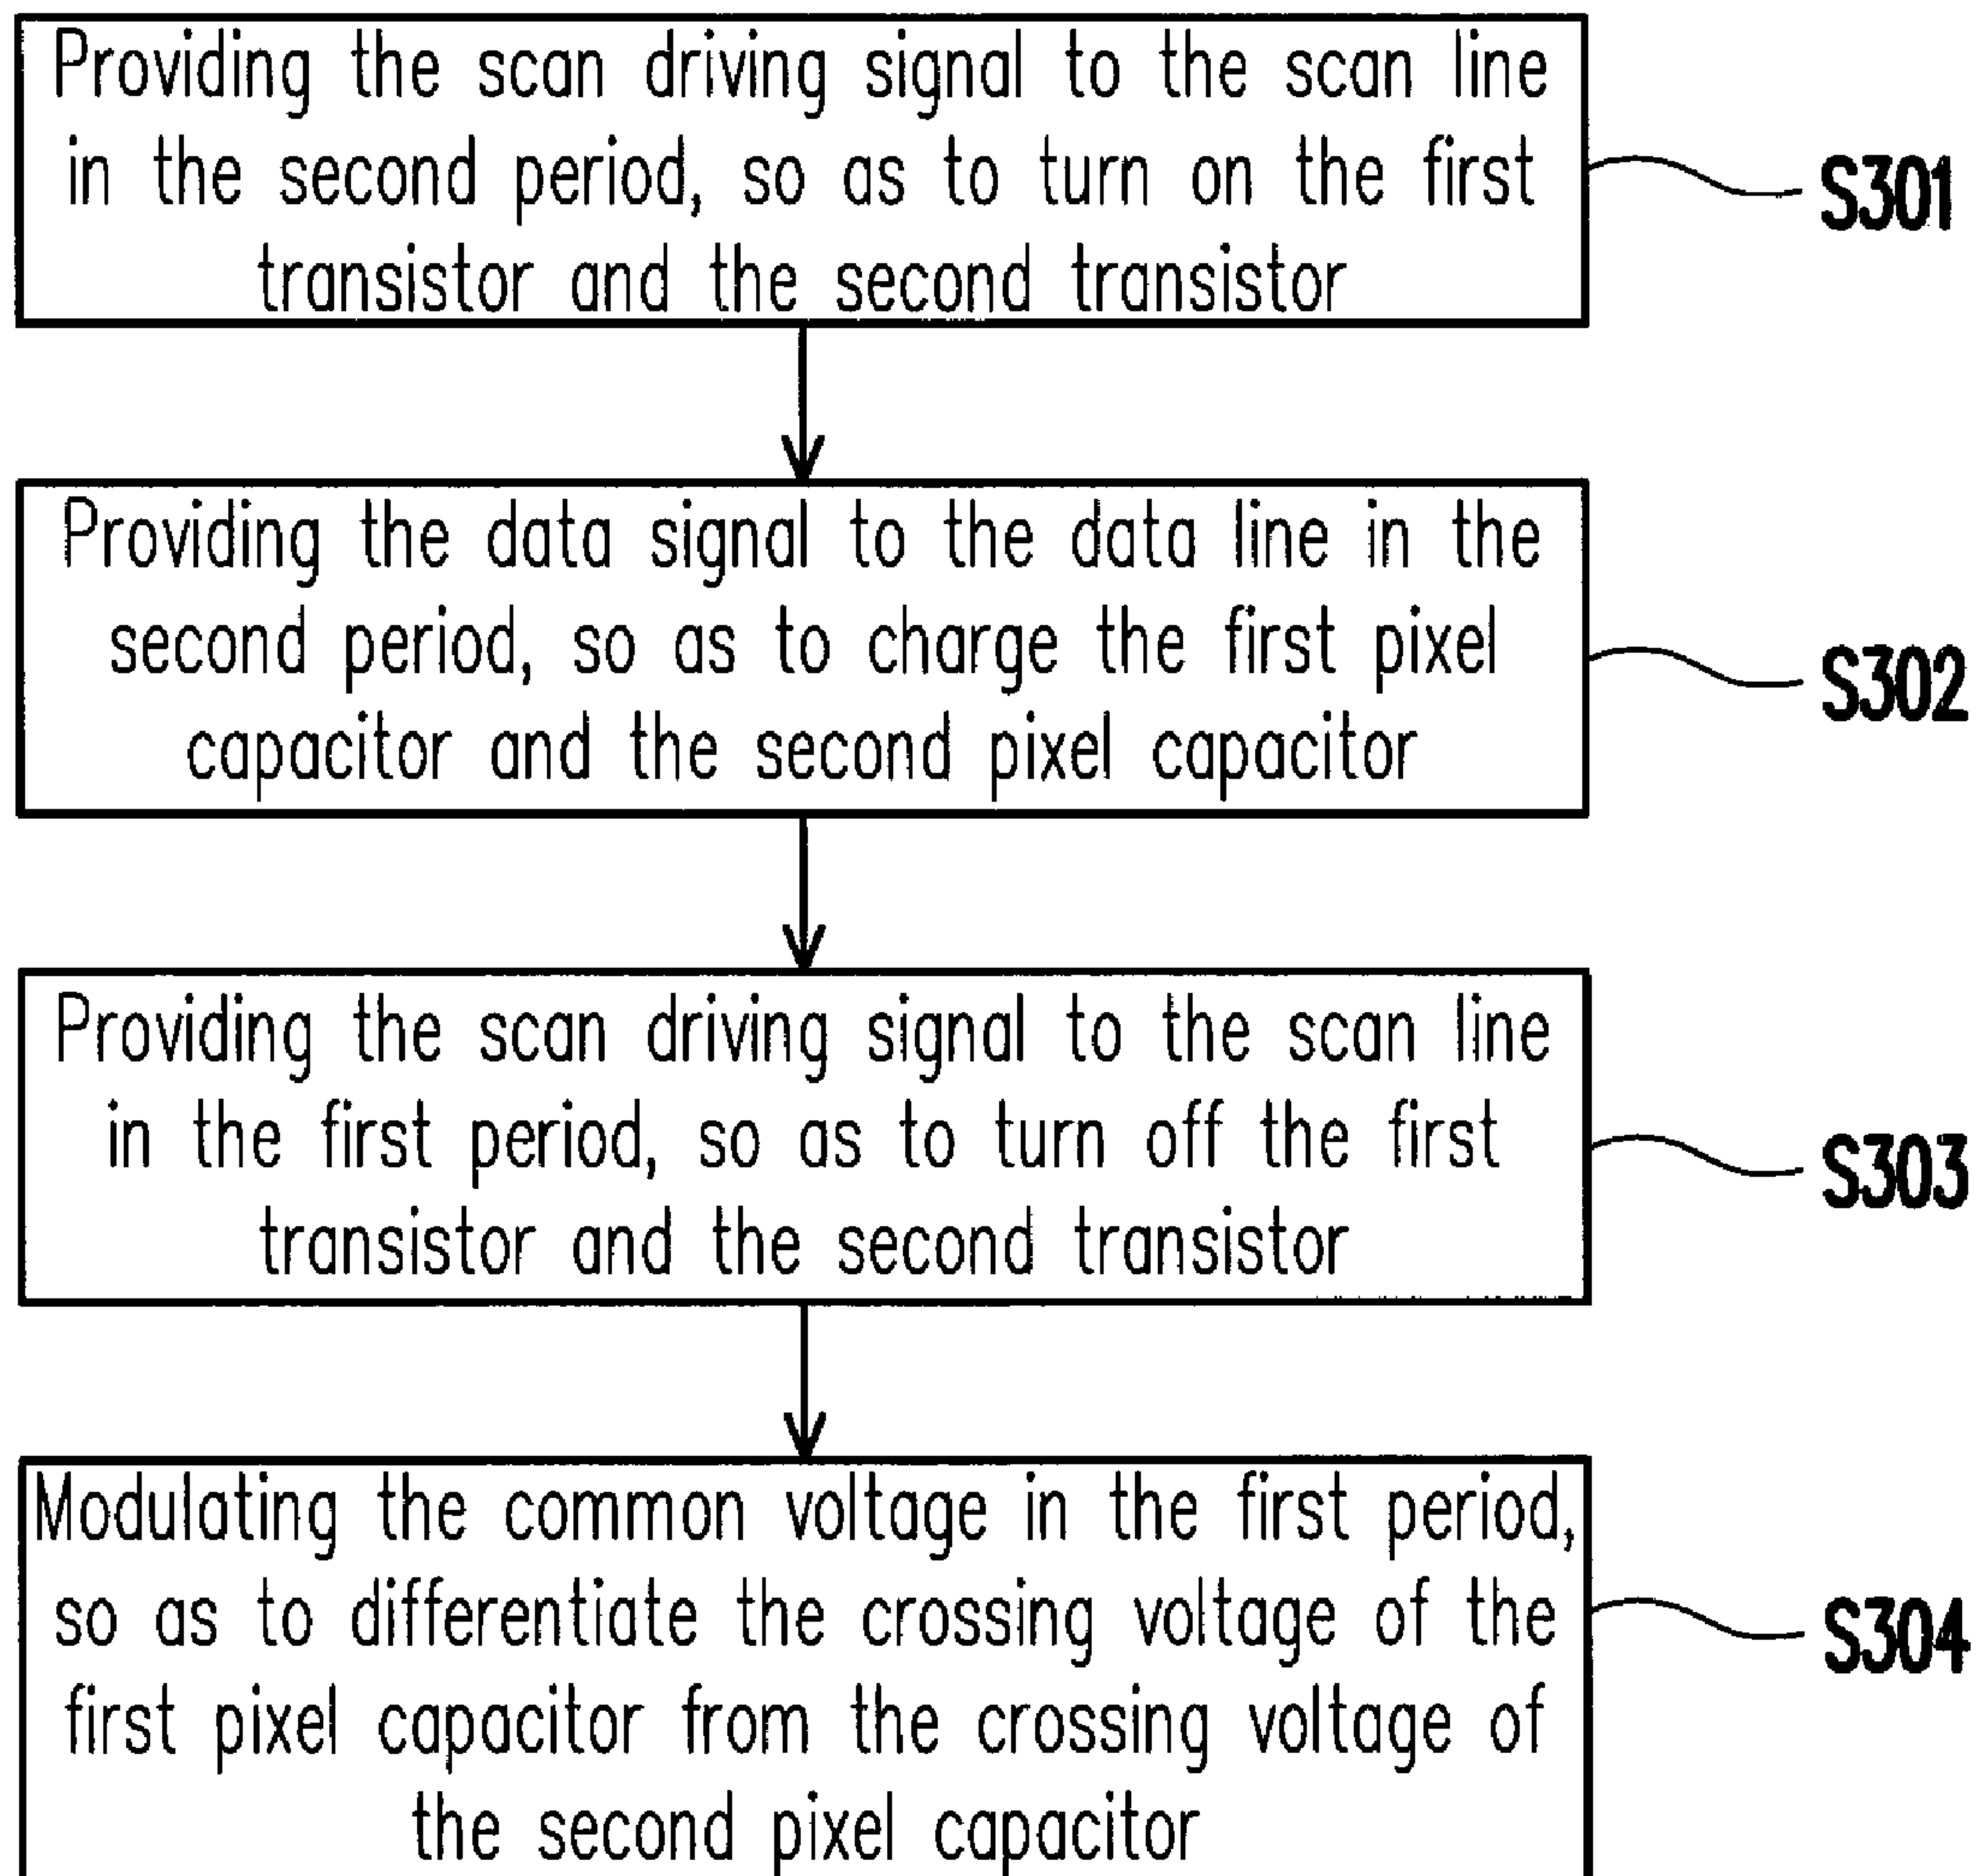 Providing the scan driving signal to the scan line
in the second period, so as to turn on the first
transistor and the second transistor
S301
Providing the data signal to the data line in the
second period, so as to charge the first pixel
capacitor and the second pixel capacitor
S302
Providing the scan driving signal to the scan line
in the first period, so as to turn off the first
transistor and the second transistor
S303
Modulating the common voltage in the first period,
so as to differentiate the crossing voltage of the
first pixel capacitor from the crossing voltage of
the second pixel capacitor
S304